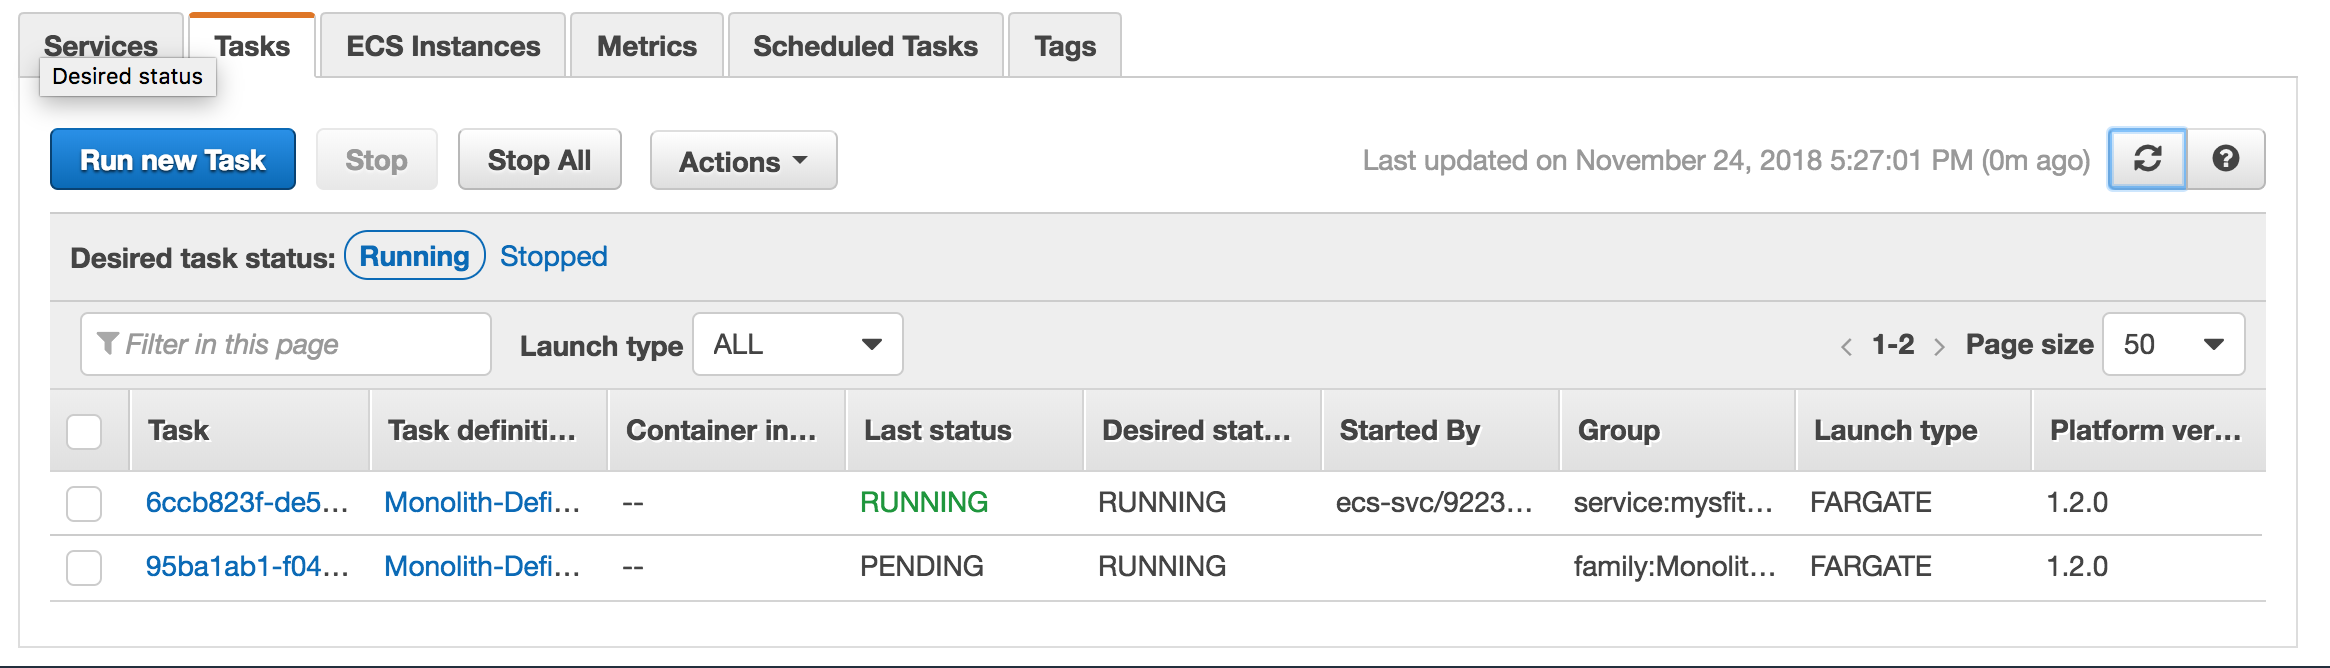 Services Tasks ECS Instances Metrics Scheduled Tasks Tags
Desired status
Run new Task Stop Stop All Actions Last updated on November 24, 2018 5:27:01 PM (0m ago)
Desired task status: Running Stopped
Filter in this page Launch type ALL < 1-2 > Page size 50
Task Task definiti... Container in... Last status Desired stat... Started By Group Launch type Platform ver...
6ccb823f-de5... Monolith-Defi... -- RUNNING RUNNING ecs-svc/9223... service:mysfit... FARGATE 1.2.0
95ba1ab1-f04... Monolith-Defi... -- PENDING RUNNING family:Monolit... FARGATE 1.2.0